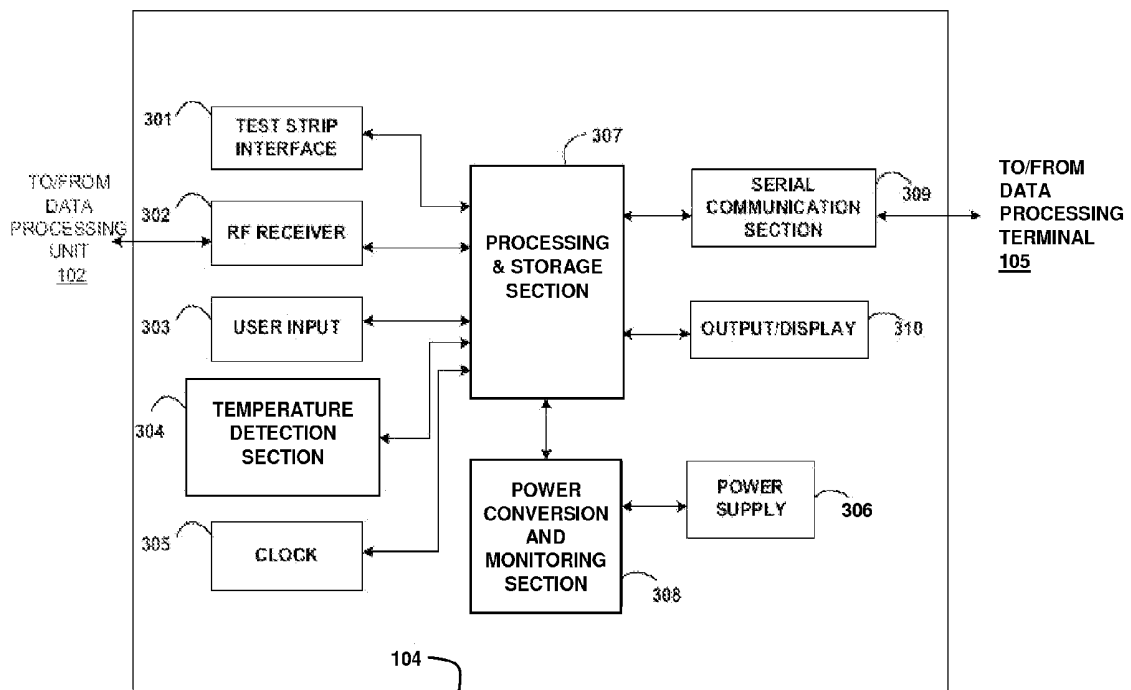 301
TEST STRIP
INTERFACE
307
TO/FROM
DATA
PROCESSING
UNIT
102
302
RF RECEIVER
PROCESSING
& STORAGE
SECTION
SERIAL
COMMUNICATION
SECTION
309
TO/FROM
DATA
PROCESSING
TERMINAL
105
303
USER INPUT
OUTPUT/DISPLAY
310
304
TEMPERATURE
DETECTION
SECTION
POWER
CONVERSION
AND
MONITORING
SECTION
308
POWER
SUPPLY
306
305
CLOCK
104